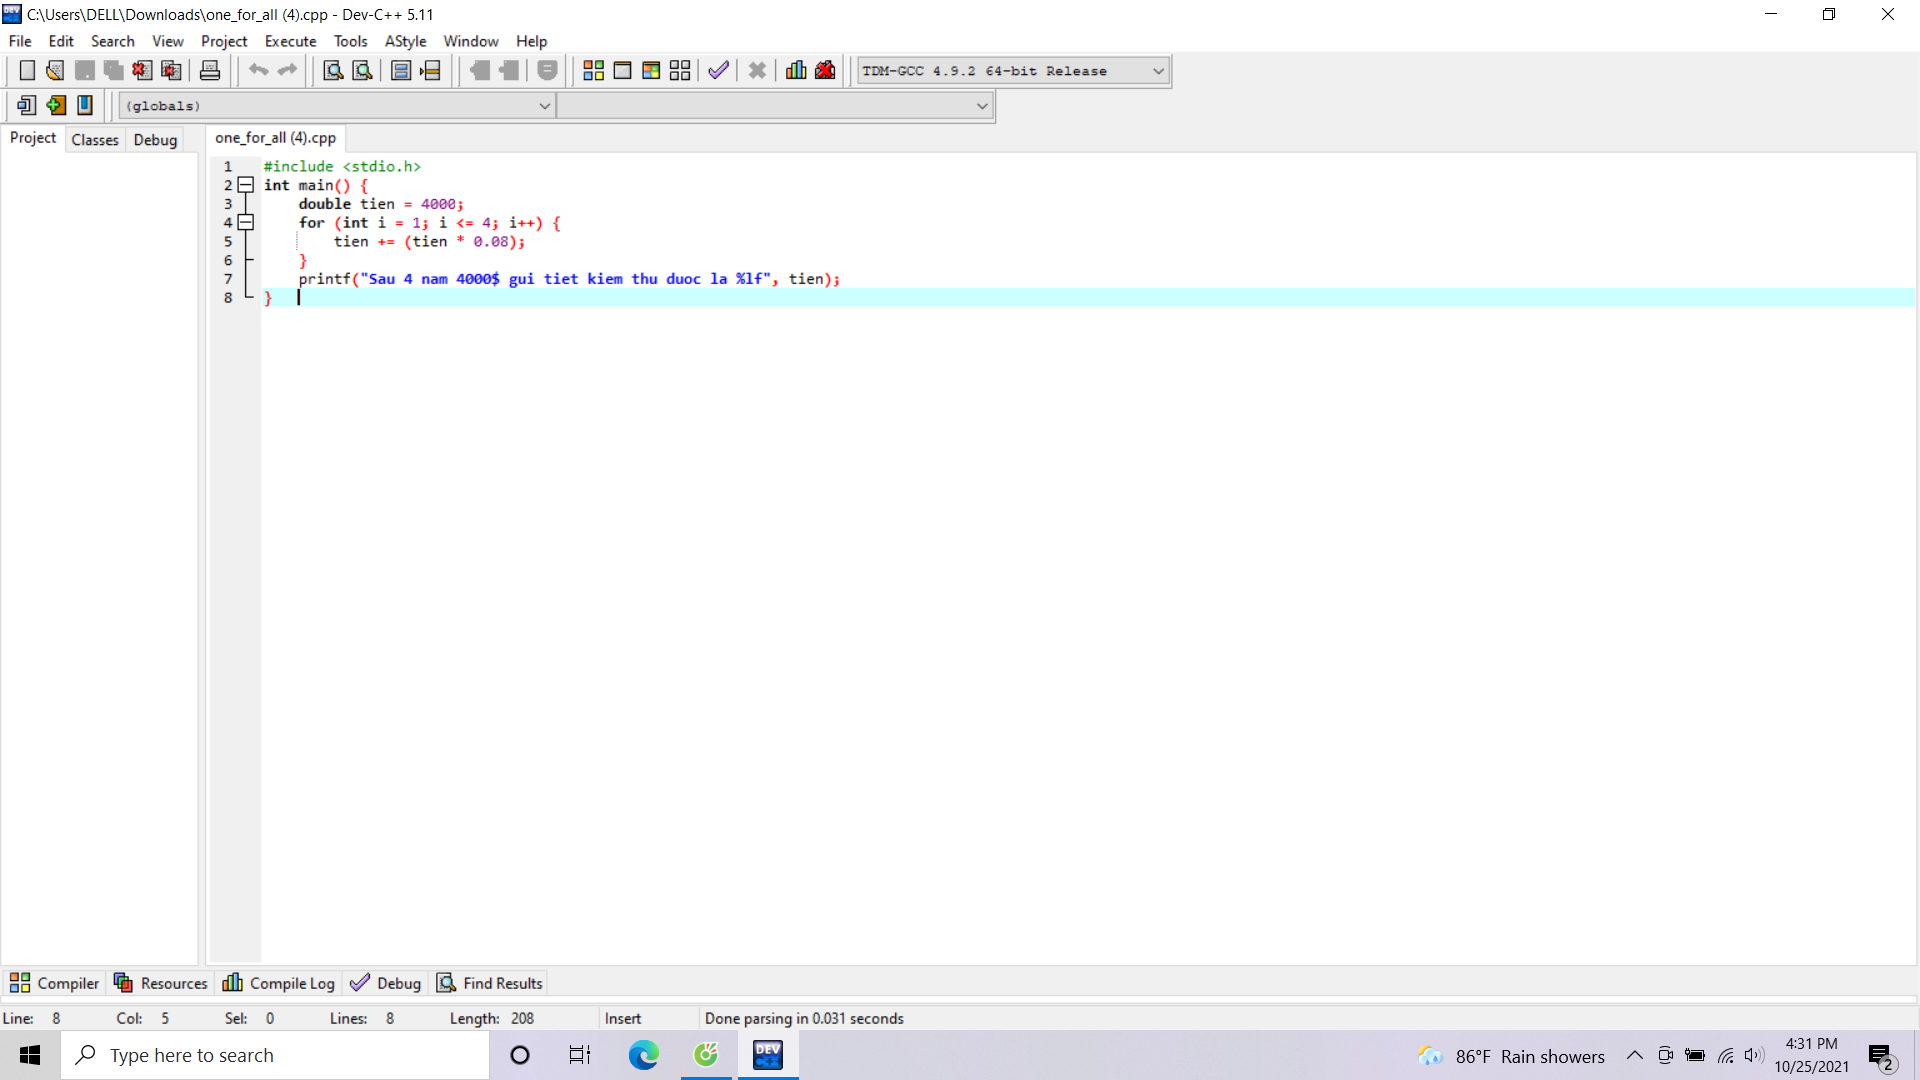 C:\Users\DELL\Downloads\one_for_all (4).cpp - Dev-C++ 5.11
File Edit Search View Project Execute Tools AStyle Window Help
TDM-GCC 4.9.2 64-bit Release
(globals)
Project Classes Debug one_for_all (4).cpp
1 #include <stdio.h>
2 int main() {
3 double tien = 4000;
4 for (int i = 1; i <= 4; i++) {
5 tien += (tien * 0.08);
6 }
7 printf("Sau 4 nam 4000$ gui tiet kiem thu duoc la %lf", tien);
8 }
Compiler Resources Compile Log Debug Find Results
Line: 8 Col: 5 Sel: 0 Lines: 8 Length: 208 Insert Done parsing in 0.031 seconds
Type here to search
DEV C++
86°F Rain showers
4:31 PM
10/25/2021
2